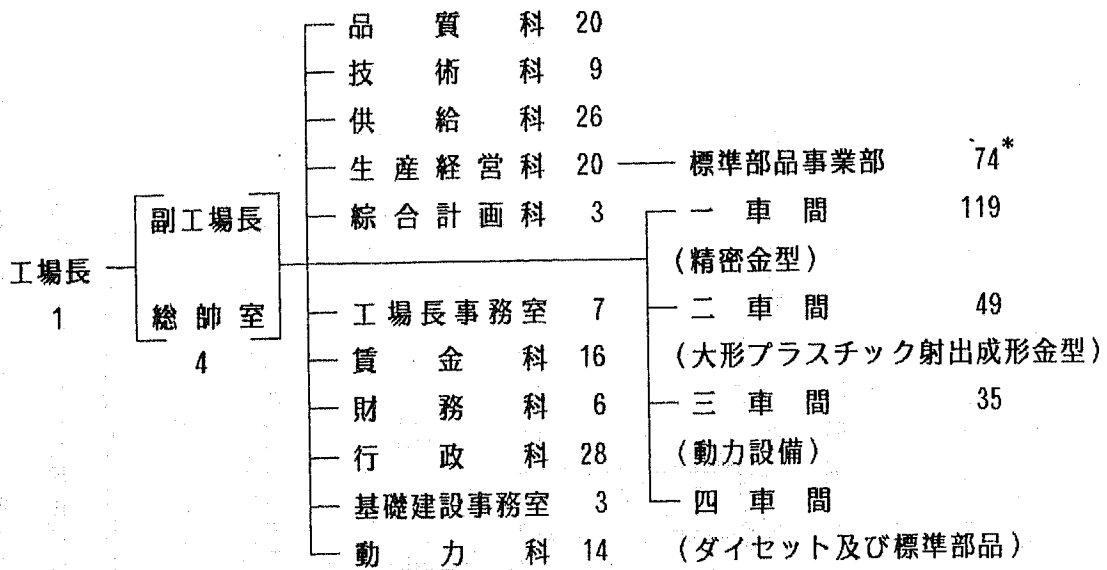 品質科 20
技術科 9
供給科 26
生産経営科 20 標準部品事業部 74*
綜合計画科 3 一車間 119
副工場長
(精密金型)
工場長
1
総帥室
4
工場長事務室 7 二車間 49
賃金科 16 (大形プラスチック射出成形金型)
財務科 6 三車間 35
行政科 28 (動力設備)
基礎建設事務室 3 四車間
動力科 14 (ダイセット及び標準部品)